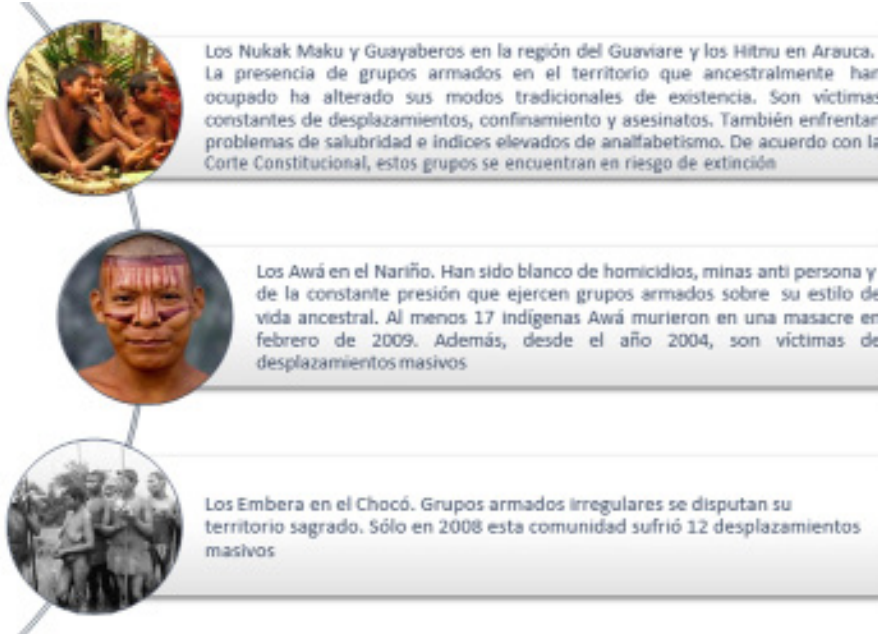 Los Nukak Maku y Guayaberos en la región del Guaviare y los Hitnu en Arauca.
La presencia de grupos armados en el territorio que ancestralmente han
ocupado ha alterado sus modos tradicionales de existencia. Son víctimas
constantes de desplazamientos, confinamiento y asesinatos. También enfrentan
problemas de salubridad e índices elevados de analfabetismo. De acuerdo con la
Corte Constitucional, estos grupos se encuentran en riesgo de extinción
Los Awá en el Nariño. Han sido blanco de homicidios, minas anti persona y
de la constante presión que ejercen grupos armados sobre su estilo de
vida ancestral. Al menos 17 indígenas Awá murieron en una masacre en
febrero de 2009. Además, desde el año 2004, son víctimas de
desplazamientos masivos
Los Embera en el Chocó. Grupos armados irregulares se disputan su
territorio sagrado. Sólo en 2008 esta comunidad sufrió 12 desplazamientos
masivos